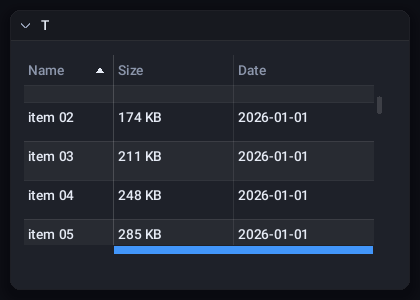 T
Name Size Date
item 02 174 KB 2026-01-01
item 03 211 KB 2026-01-01
item 04 248 KB 2026-01-01
item 05 285 KB 2026-01-01